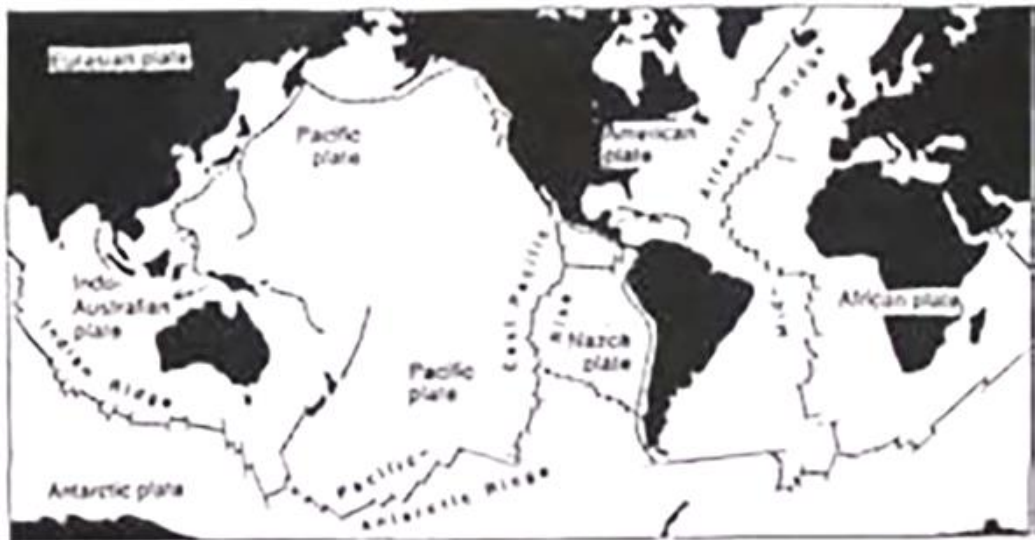 Eurasian plate
Pacific
plate
American
plate
Atlantic
Ridge
Mid-
Indo-
Australian
plate
Indian Ridge
East Pacific
Rise
Nazca
plate
African plate
Pacific
plate
Pacific-
Antarctic Ridge
Antarctic plate